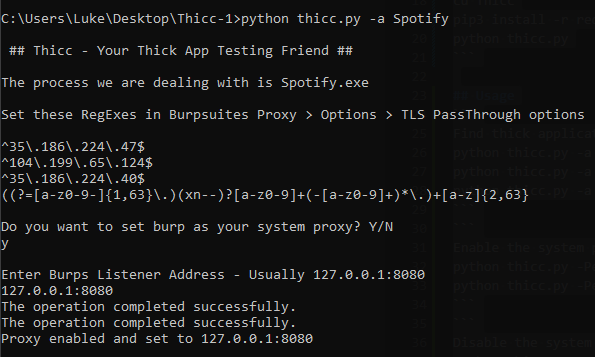 C:\Users\Luke\Desktop\Thicc-1>python thicc.py -a Spotify
## Thicc - Your Thick App Testing Friend ##
The process we are dealing with is Spotify.exe
Set these RegExes in Burpsuites Proxy > Options > TLS PassThrough options
^35\.186\.224\.47$
^104\.199\.65\.124$
^35\.186\.224\.40$
((?=[a-z0-9-]{1,63}\.)(xn--)?[a-z0-9]+(-[a-z0-9]+)*\.)+[a-z]{2,63}
Do you want to set burp as your system proxy? Y/N
y
Enter Burps Listener Address - Usually 127.0.0.1:8080
127.0.0.1:8080
The operation completed successfully.
The operation completed successfully.
Proxy enabled and set to 127.0.0.1:8080